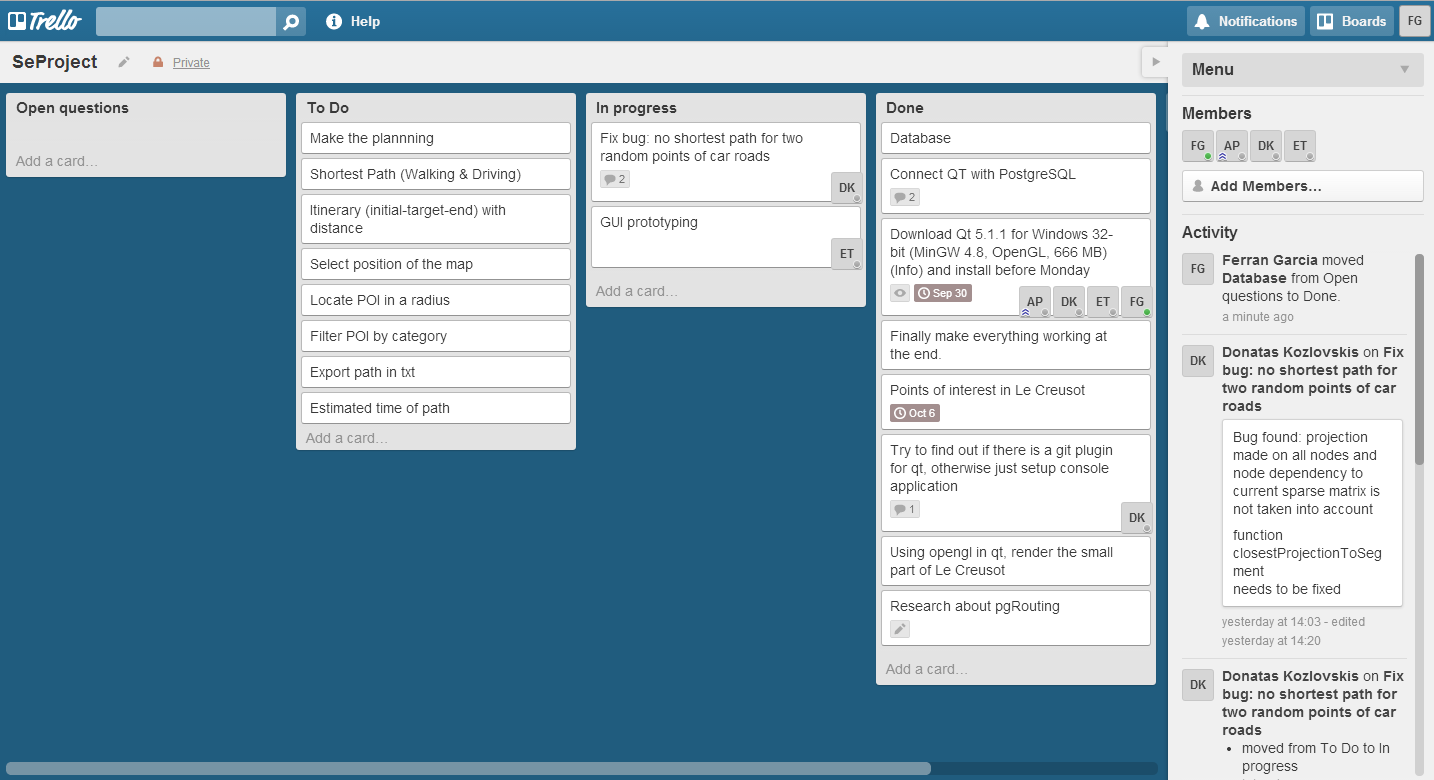 Trello
Help
Notifications
Boards
FG
SeProject
Private
Open questions
Add a card…
To Do
Make the plannning
Shortest Path (Walking & Driving)
Itinerary (initial-target-end) with
distance
Select position of the map
Locate POI in a radius
Filter POI by category
Export path in txt
Estimated time of path
Add a card…
In progress
Fix bug: no shortest path for two
random points of car roads
2
DK
GUI prototyping
ET
Add a card…
Done
Database
Connect QT with PostgreSQL
2
Download Qt 5.1.1 for Windows 32-
bit (MinGW 4.8, OpenGL, 666 MB)
(Info) and install before Monday
Sep 30
AP DK ET FG
Finally make everything working at
the end.
Points of interest in Le Creusot
Oct 6
Try to find out if there is a git plugin
for qt, otherwise just setup console
application
1
DK
Using opengl in qt, render the small
part of Le Creusot
Research about pgRouting
Add a card…
Menu
Members
FG AP DK ET
Add Members…
Activity
FG
Ferran Garcia moved
Database from Open
questions to Done.
a minute ago
DK
Donatas Kozlovskis on Fix
bug: no shortest path for
two random points of car
roads
Bug found: projection
made on all nodes and
node dependency to
current sparse matrix is
not taken into account
function
closestProjectionToSeg
ment
needs to be fixed
yesterday at 14:03 - edited
yesterday at 14:20
DK
Donatas Kozlovskis on Fix
bug: no shortest path for
two random points of car
roads
• moved from To Do to In
progress